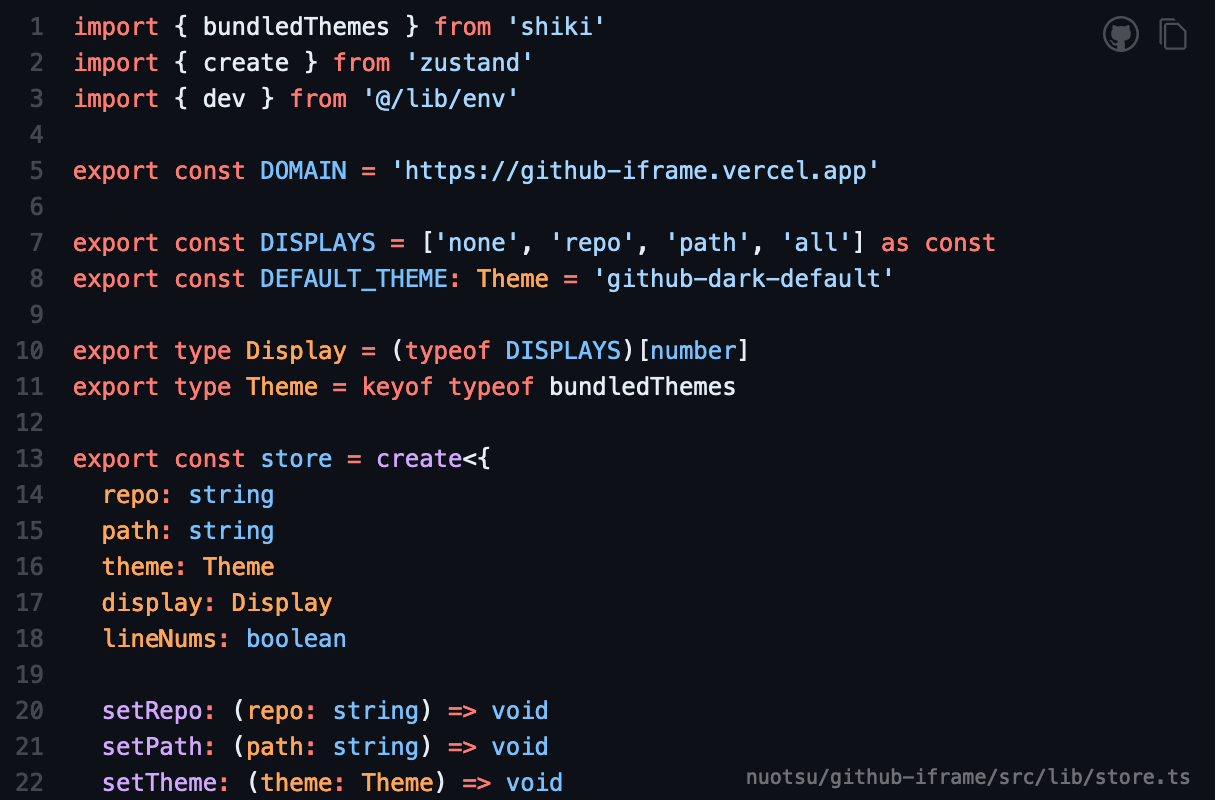 1 import { bundledThemes } from 'shiki'
2 import { create } from 'zustand'
3 import { dev } from '@/lib/env'
4
5 export const DOMAIN = 'https://github-iframe.vercel.app'
6
7 export const DISPLAYS = ['none', 'repo', 'path', 'all'] as const
8 export const DEFAULT_THEME: Theme = 'github-dark-default'
9
10 export type Display = (typeof DISPLAYS)[number]
11 export type Theme = keyof typeof bundledThemes
12
13 export const store = create<{
14   repo: string
15   path: string
16   theme: Theme
17   display: Display
18   lineNums: boolean
19
20   setRepo: (repo: string) => void
21   setPath: (path: string) => void
22   setTheme: (theme: Theme) => void
nuotsu/github-iframe/src/lib/store.ts